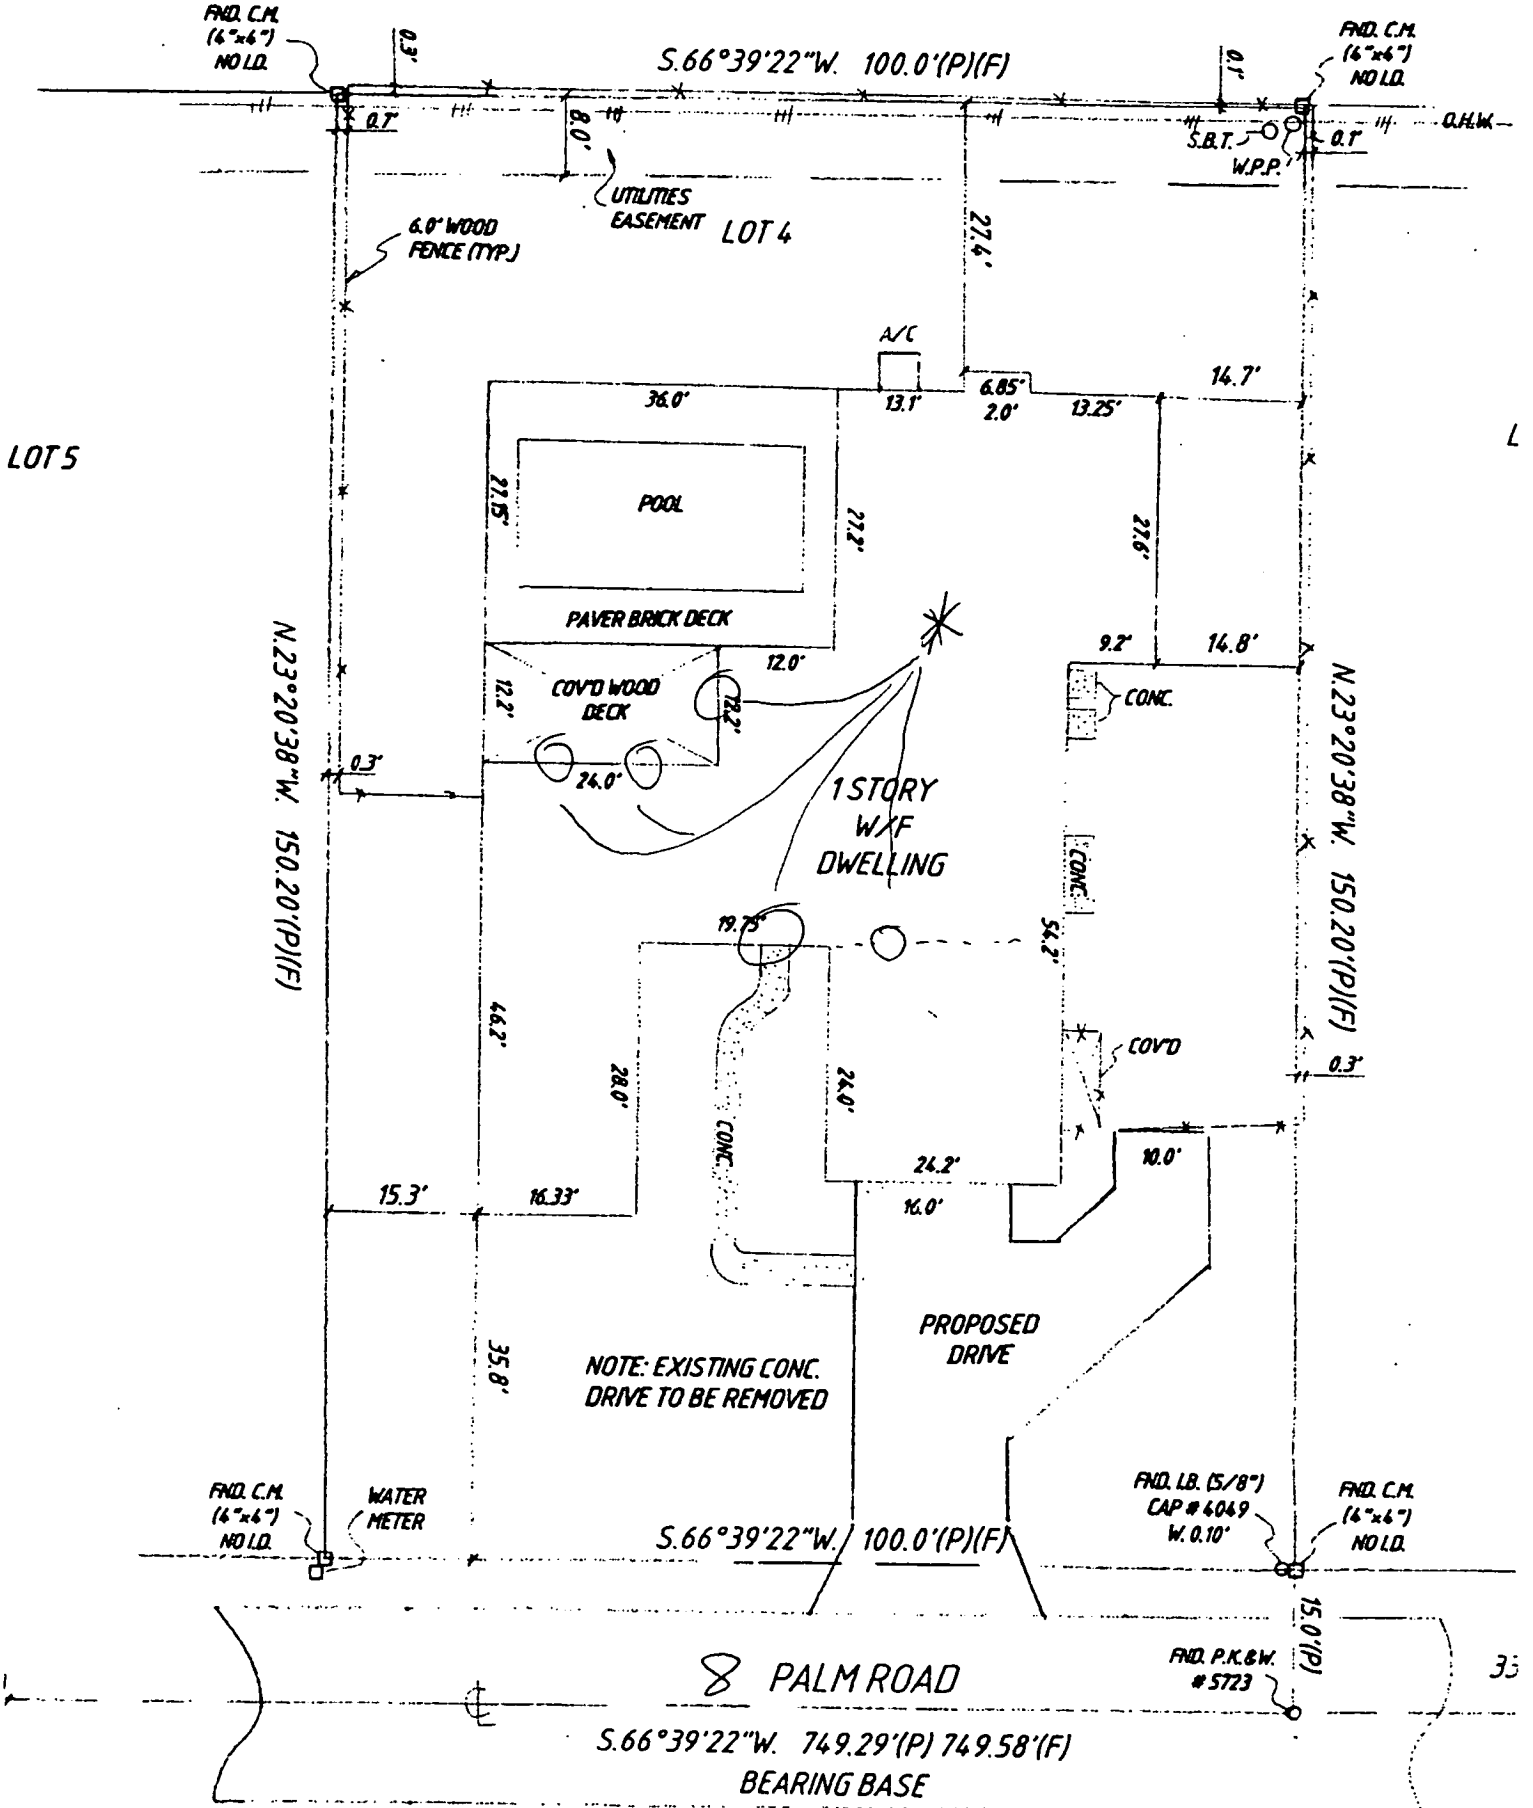 FND. C.M.
(4"x4")
NO I.D.
0.3'
S.66°39'22"W. 100.0'(P)(F)
0.1'
FND. C.M.
(4"x4")
NO I.D.
0.1'
8.0'
O.H.W.
S.B.T.
W.P.P.
0.1'
UTILITIES
EASEMENT
LOT 4
27.4'
6.0' WOOD
FENCE (TYP.)
A/C
36.0'
13.1'
6.85'
2.0'
13.25'
14.7'
LOT 5
L
27.15'
POOL
27.2'
27.6'
PAVER BRICK DECK
12.0'
9.2'
14.8'
12.2'
COV'D WOOD
DECK
12.2'
CONC.
N.23°20'38"W. 150.20'(P)(F)
N.23°20'38"W. 150.20'(P)(F)
0.3'
24.0'
1 STORY
W/F
DWELLING
CONC.
19.75'
54.2'
46.2'
28.0'
24.0'
COV'D
0.3'
CONC.
24.2'
10.0'
15.3'
16.33'
16.0'
35.8'
NOTE: EXISTING CONC.
DRIVE TO BE REMOVED
PROPOSED
DRIVE
FND. C.M.
(4"x4")
NO I.D.
WATER
METER
FND. I.B. (5/8")
CAP # 4049
W. 0.10'
FND. C.M.
(4"x4")
NO I.D.
S.66°39'22"W. 100.0'(P)(F)
15.0'(P)
8 PALM ROAD
FND. P.K.&W.
# 5723
33
S.66°39'22"W. 749.29'(P) 749.58'(F)
BEARING BASE